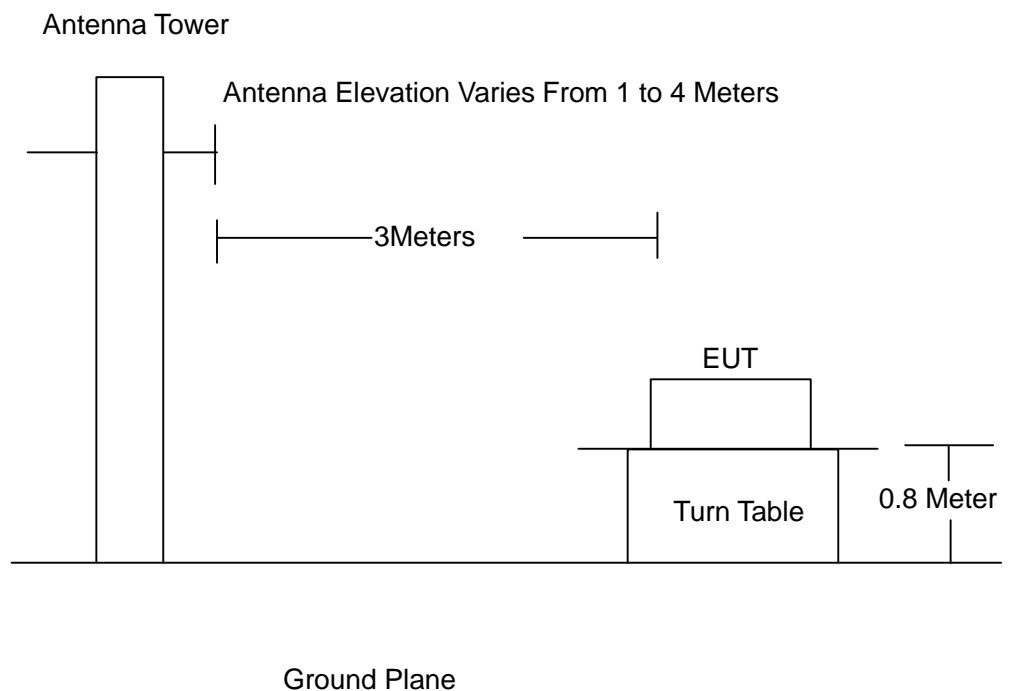 Antenna Tower
Antenna Elevation Varies From 1 to 4 Meters
3Meters
EUT
0.8 Meter
Turn Table
Ground Plane